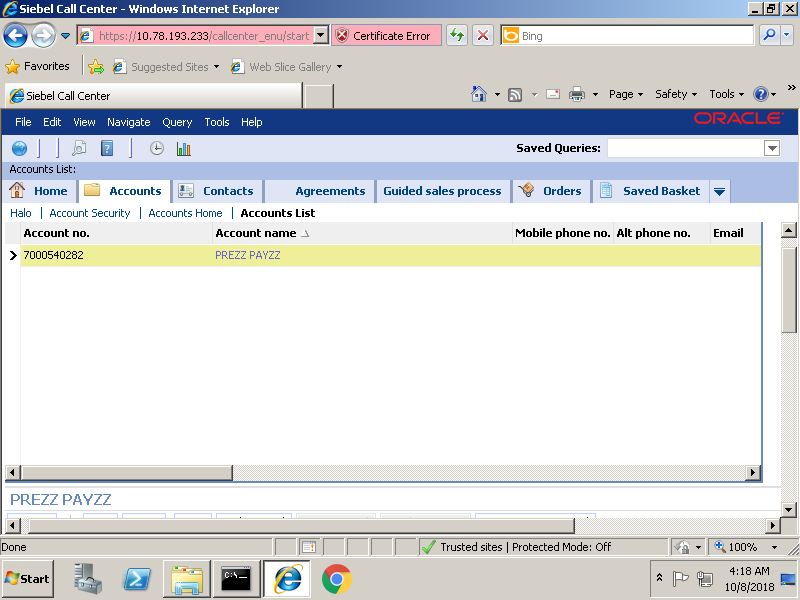 Siebel Call Center - Windows Internet Explorer
https://10.78.193.233/callcenter_enu/start
Certificate Error
Bing
Favorites
Suggested Sites
Web Slice Gallery
Siebel Call Center
Page
Safety
Tools
File Edit View Navigate Query Tools Help
ORACLE
Saved Queries:
Accounts List:
Home Accounts Contacts Agreements Guided sales process Orders Saved Basket
Halo | Account Security | Accounts Home | Accounts List
Account no. Account name Mobile phone no. Alt phone no. Email
7000540282 PREZZ PAYZZ
PREZZ PAYZZ
Done
Trusted sites | Protected Mode: Off
100%
Start
4:18 AM
10/8/2018